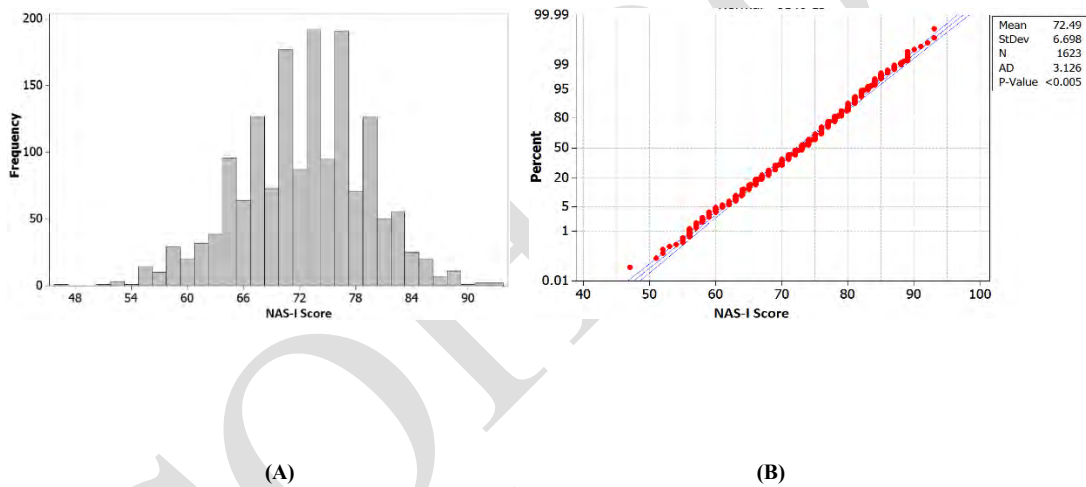 200
150
100
50
0
Frequency
48 54 60 66 72 78 84 90
NAS-I Score
99.99
99
95
80
50
20
5
1
0.01
Percent
40 50 60 70 80 90 100
NAS-I Score
Mean 72.49
StDev 6.698
N 1623
AD 3.126
P-Value <0.005
(A) (B)